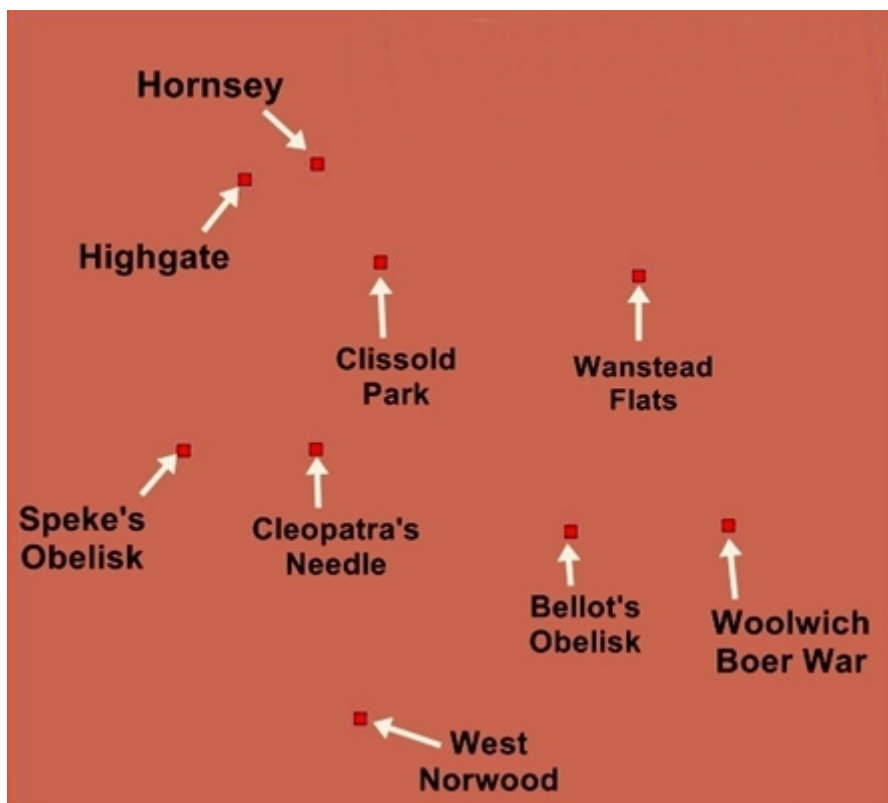 Hornsey
Highgate
Clissold
Park
Wanstead
Flats
Speke's
Obelisk
Cleopatra's
Needle
Bellot's
Obelisk
Woolwich
Boer War
West
Norwood